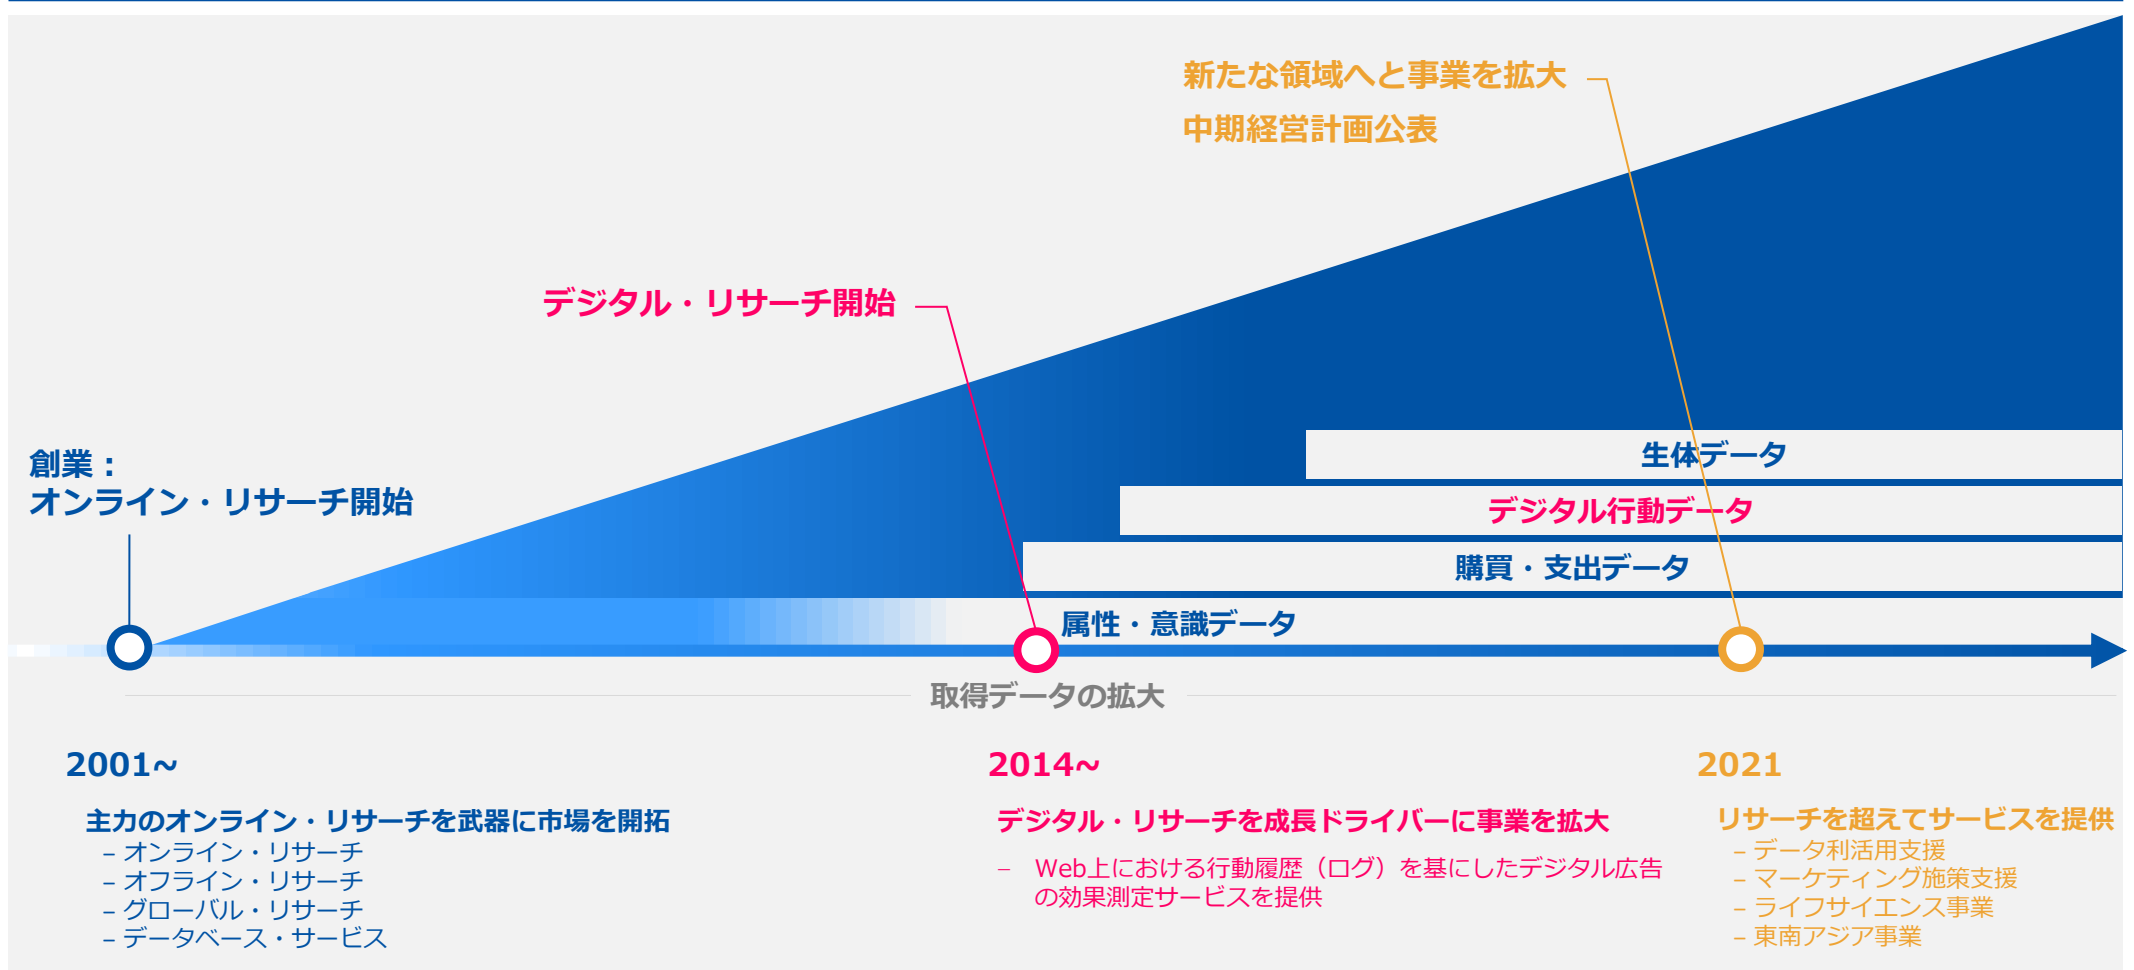 新たな領域へと事業を拡大
中期経営計画公表
デジタル・リサーチ開始
創業：
オンライン・リサーチ開始
生体データ
デジタル行動データ
購買・支出データ
属性・意識データ
取得データの拡大
2001~
主力のオンライン・リサーチを武器に市場を開拓
– オンライン・リサーチ
– オフライン・リサーチ
– グローバル・リサーチ
– データベース・サービス
2014~
デジタル・リサーチを成長ドライバーに事業を拡大
– Web上における行動履歴（ログ）を基にしたデジタル広告
の効果測定サービスを提供
2021
リサーチを超えてサービスを提供
– データ利活用支援
– マーケティング施策支援
– ライフサイエンス事業
– 東南アジア事業